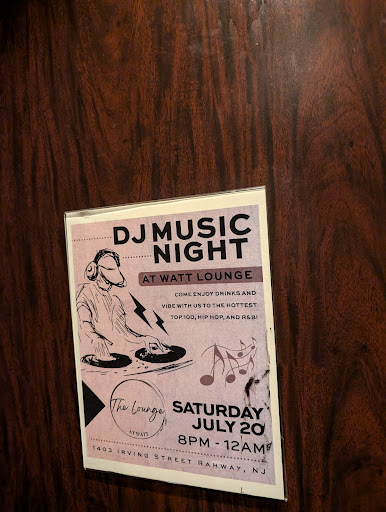 DJ MUSIC
NIGHT
AT WATT LOUNGE
COME ENJOY DRINKS AND
VIBE WITH US TO THE HOTTEST
TOP 100, HIP HOP, AND R&B!
The Lounge
AT WATT
SATURDAY
JULY 20
8PM - 12AM
1403 IRVING STREET RAHWAY, NJ